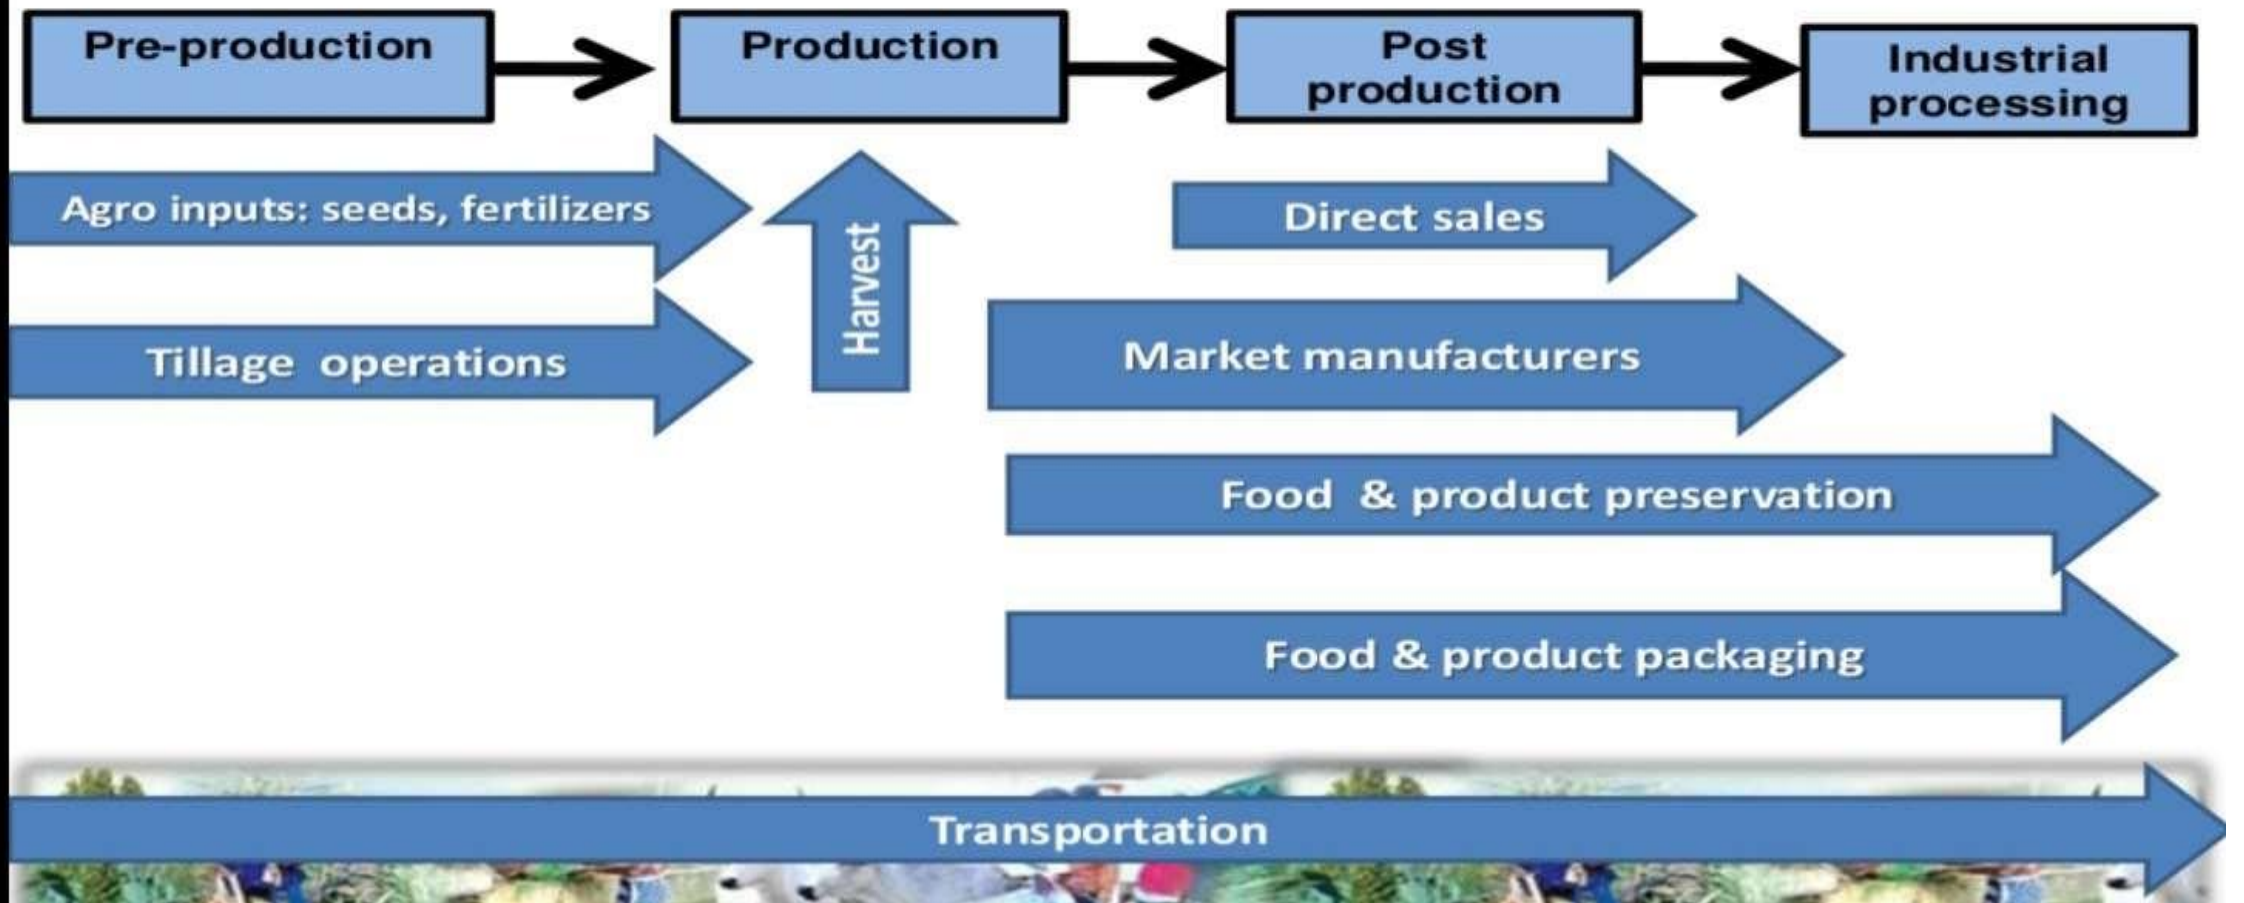 Pre-production
Production
Post
production
Industrial
processing
Agro inputs: seeds, fertilizers
Harvest
Direct sales
Tillage operations
Market manufacturers
Food & product preservation
Food & product packaging
Transportation